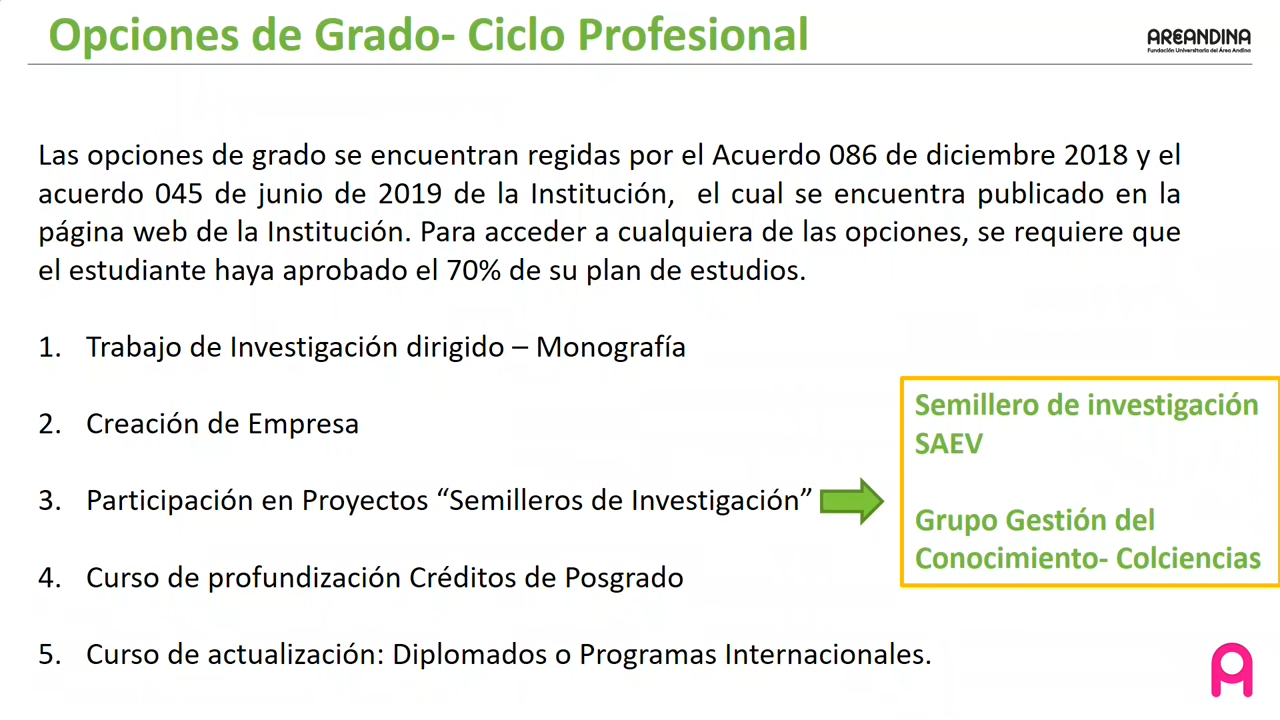 Opciones de Grado- Ciclo Profesional
AREANDINA
Fundación Universitaria del Área Andina
Las opciones de grado se encuentran regidas por el Acuerdo 086 de diciembre 2018 y el
acuerdo 045 de junio de 2019 de la Institución, el cual se encuentra publicado en la
página web de la Institución. Para acceder a cualquiera de las opciones, se requiere que
el estudiante haya aprobado el 70% de su plan de estudios.
1. Trabajo de Investigación dirigido – Monografía
2. Creación de Empresa
3. Participación en Proyectos “Semilleros de Investigación”
Semillero de investigación
SAEV
Grupo Gestión del
Conocimiento- Colciencias
4. Curso de profundización Créditos de Posgrado
5. Curso de actualización: Diplomados o Programas Internacionales.